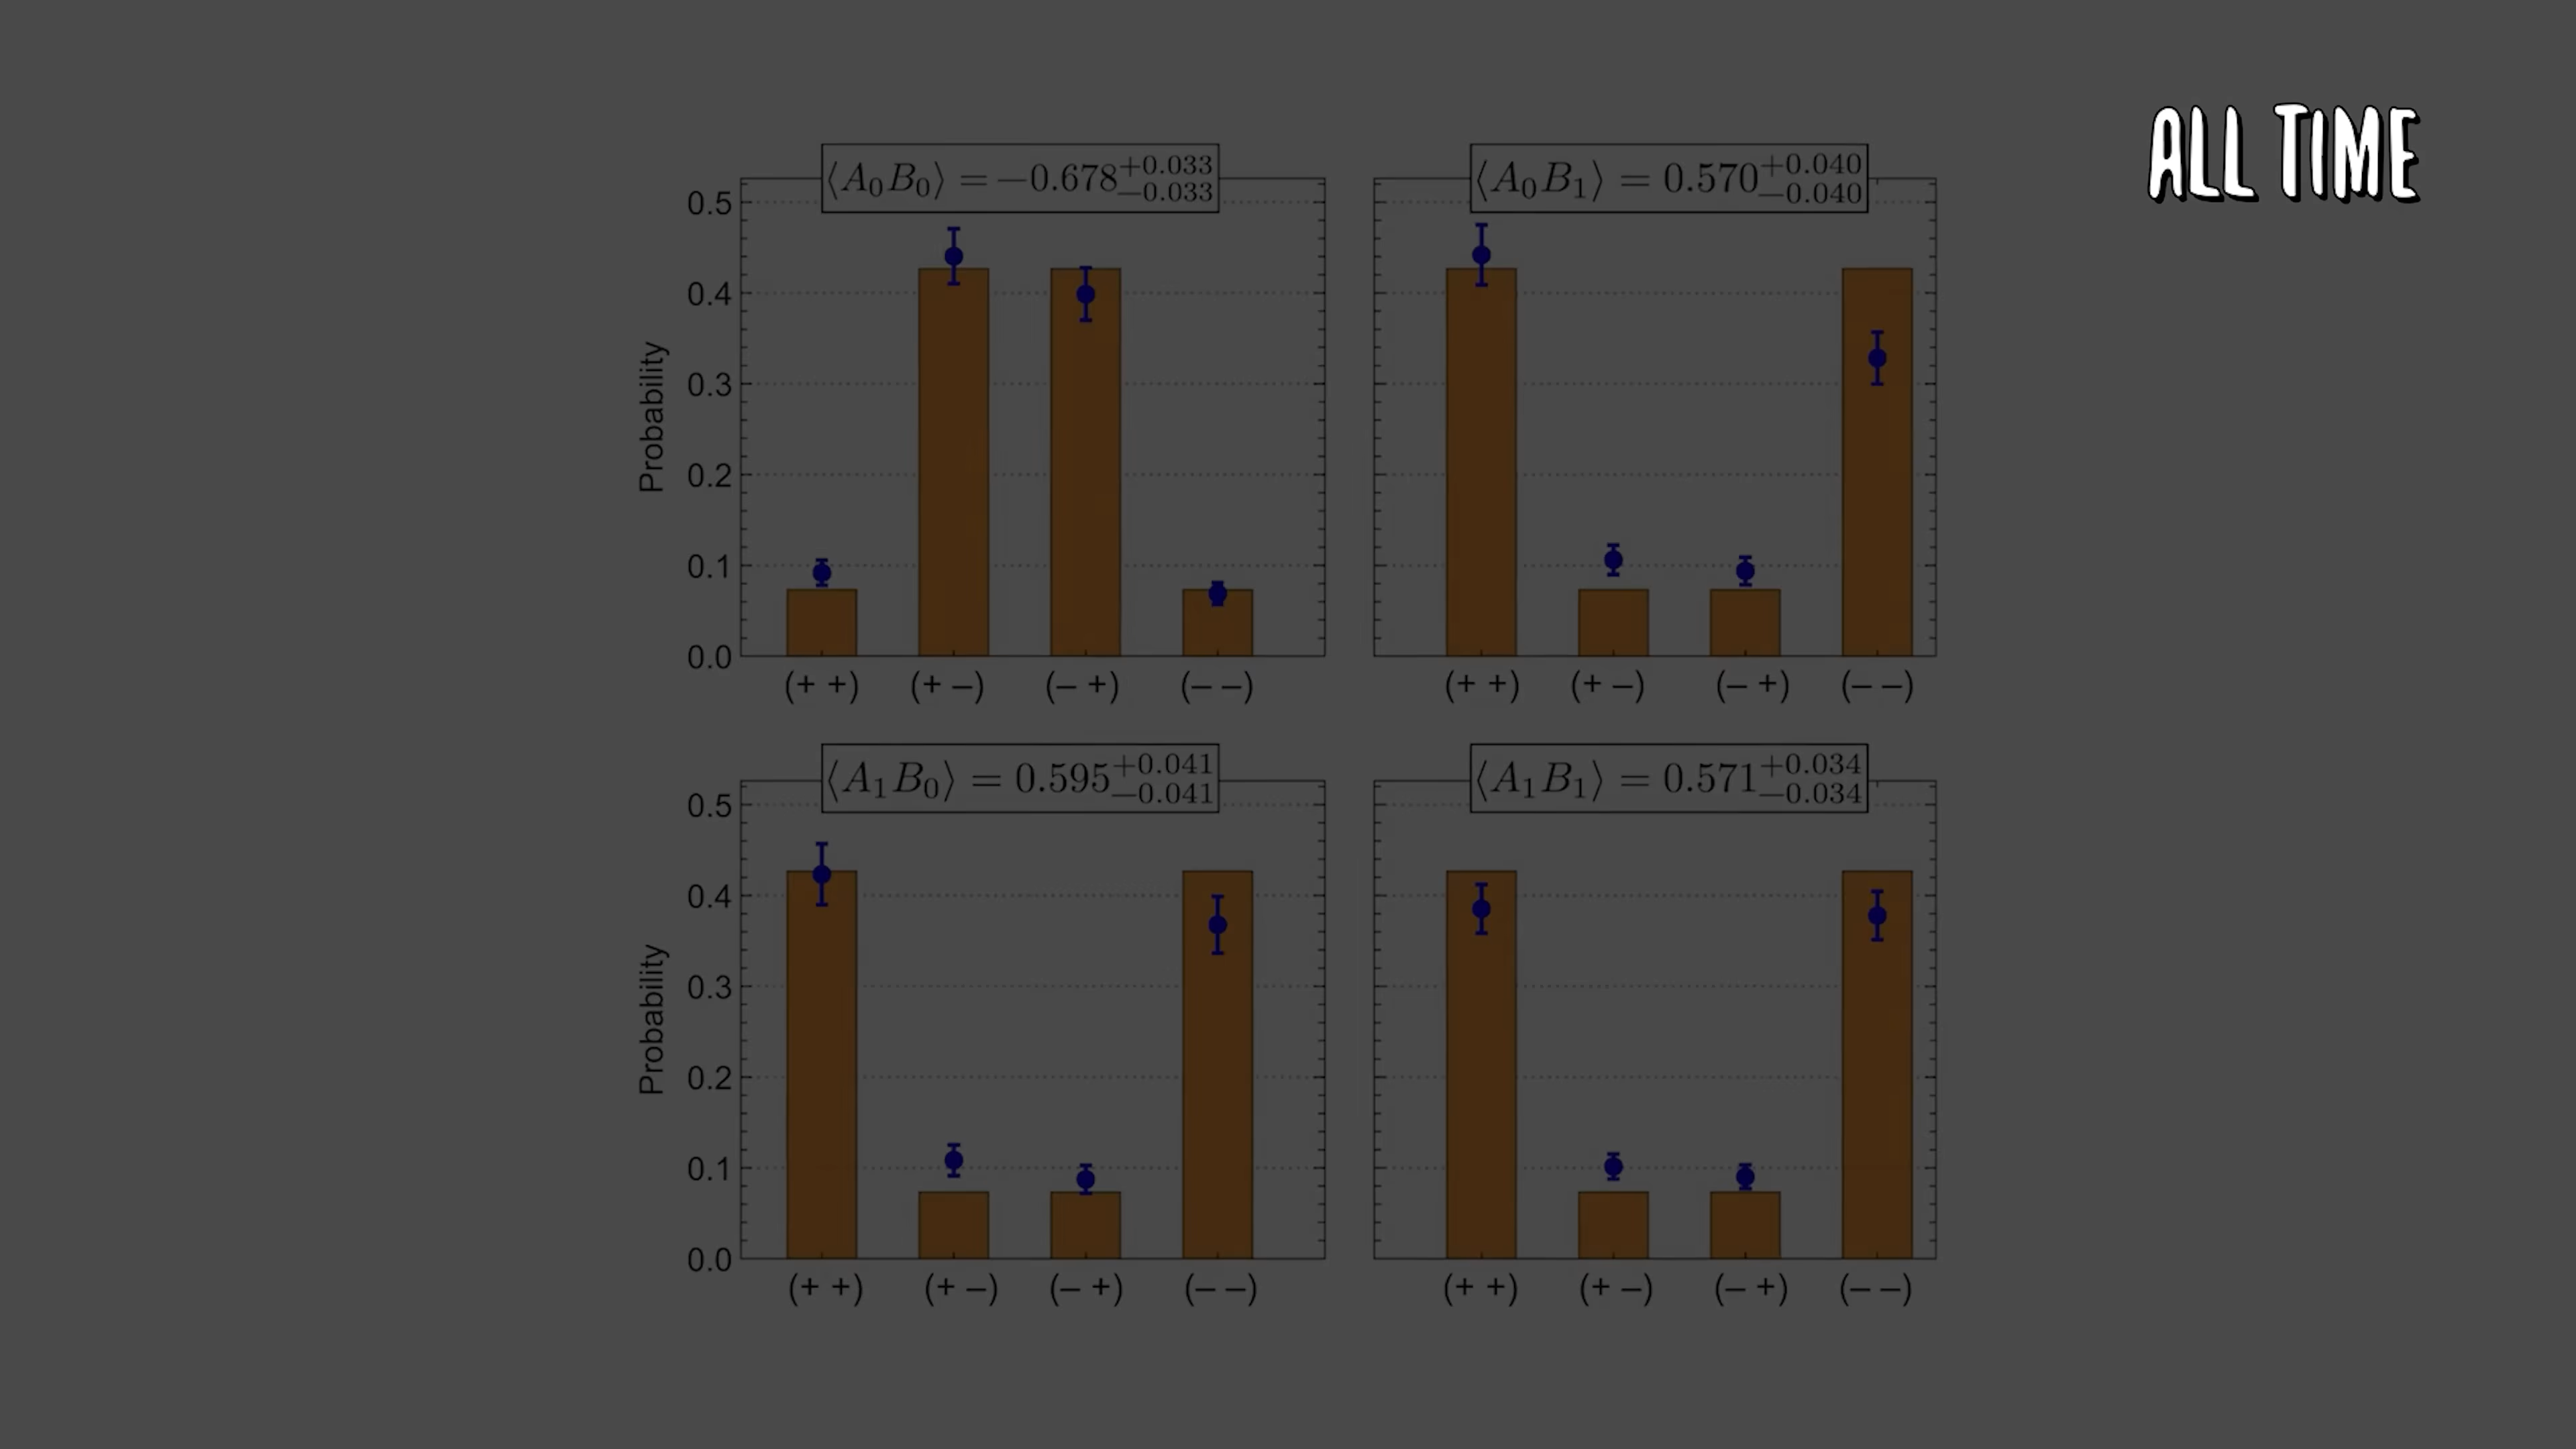 ALL TIME
⟨A₀B₀⟩ = −0.678 +0.033 −0.033
⟨A₀B₁⟩ = 0.570 +0.040 −0.040
Probability
0.5
0.4
0.3
0.2
0.1
0.0
(+ +) (+ −) (− +) (− −)
(+ +) (+ −) (− +) (− −)
⟨A₁B₀⟩ = 0.595 +0.041 −0.041
⟨A₁B₁⟩ = 0.571 +0.034 −0.034
Probability
0.5
0.4
0.3
0.2
0.1
0.0
(+ +) (+ −) (− +) (− −)
(+ +) (+ −) (− +) (− −)